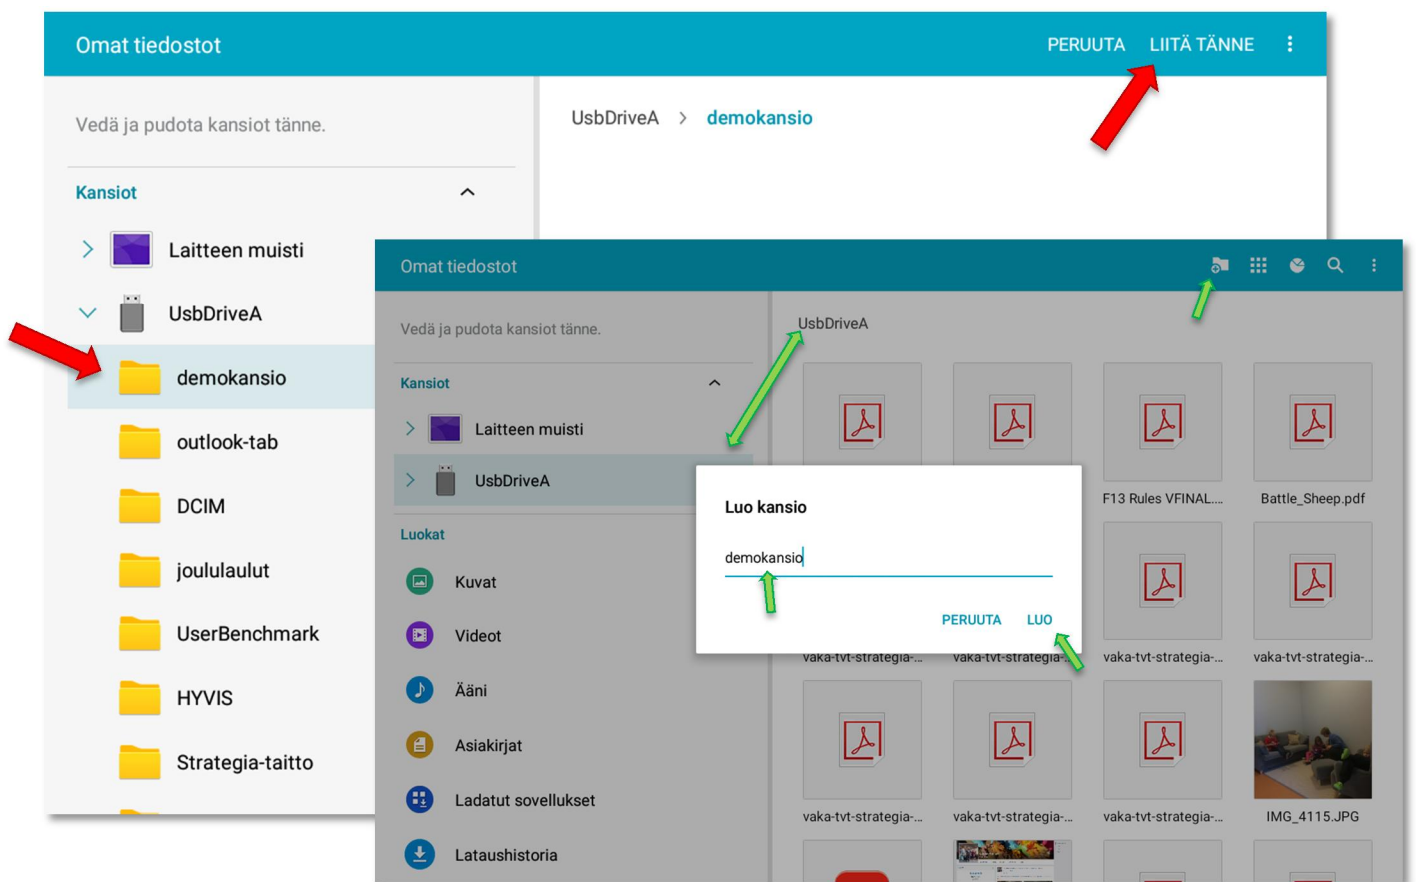 Omat tiedostot
PERUUTA LIITÄ TÄNNE
Vedä ja pudota kansiot tänne.
UsbDriveA > demokansio
Kansiot
Laitteen muisti
UsbDriveA
demokansio
outlook-tab
DCIM
joululaulut
UserBenchmark
HYVIS
Strategia-taitto
Omat tiedostot
Vedä ja pudota kansiot tänne.
UsbDriveA
Kansiot
Laitteen muisti
UsbDriveA
Luokat
Kuvat
Videot
Ääni
Asiakirjat
Ladatut sovellukset
Lataushistoria
F13 Rules VFINAL... Battle_Sheep.pdf
Luo kansio
demokansio
PERUUTA LUO
vaka-tvt-strategia-... vaka-tvt-strategia-... vaka-tvt-strategia-... vaka-tvt-strategia-...
vaka-tvt-strategia-... vaka-tvt-strategia-... vaka-tvt-strategia-... IMG_4115.JPG